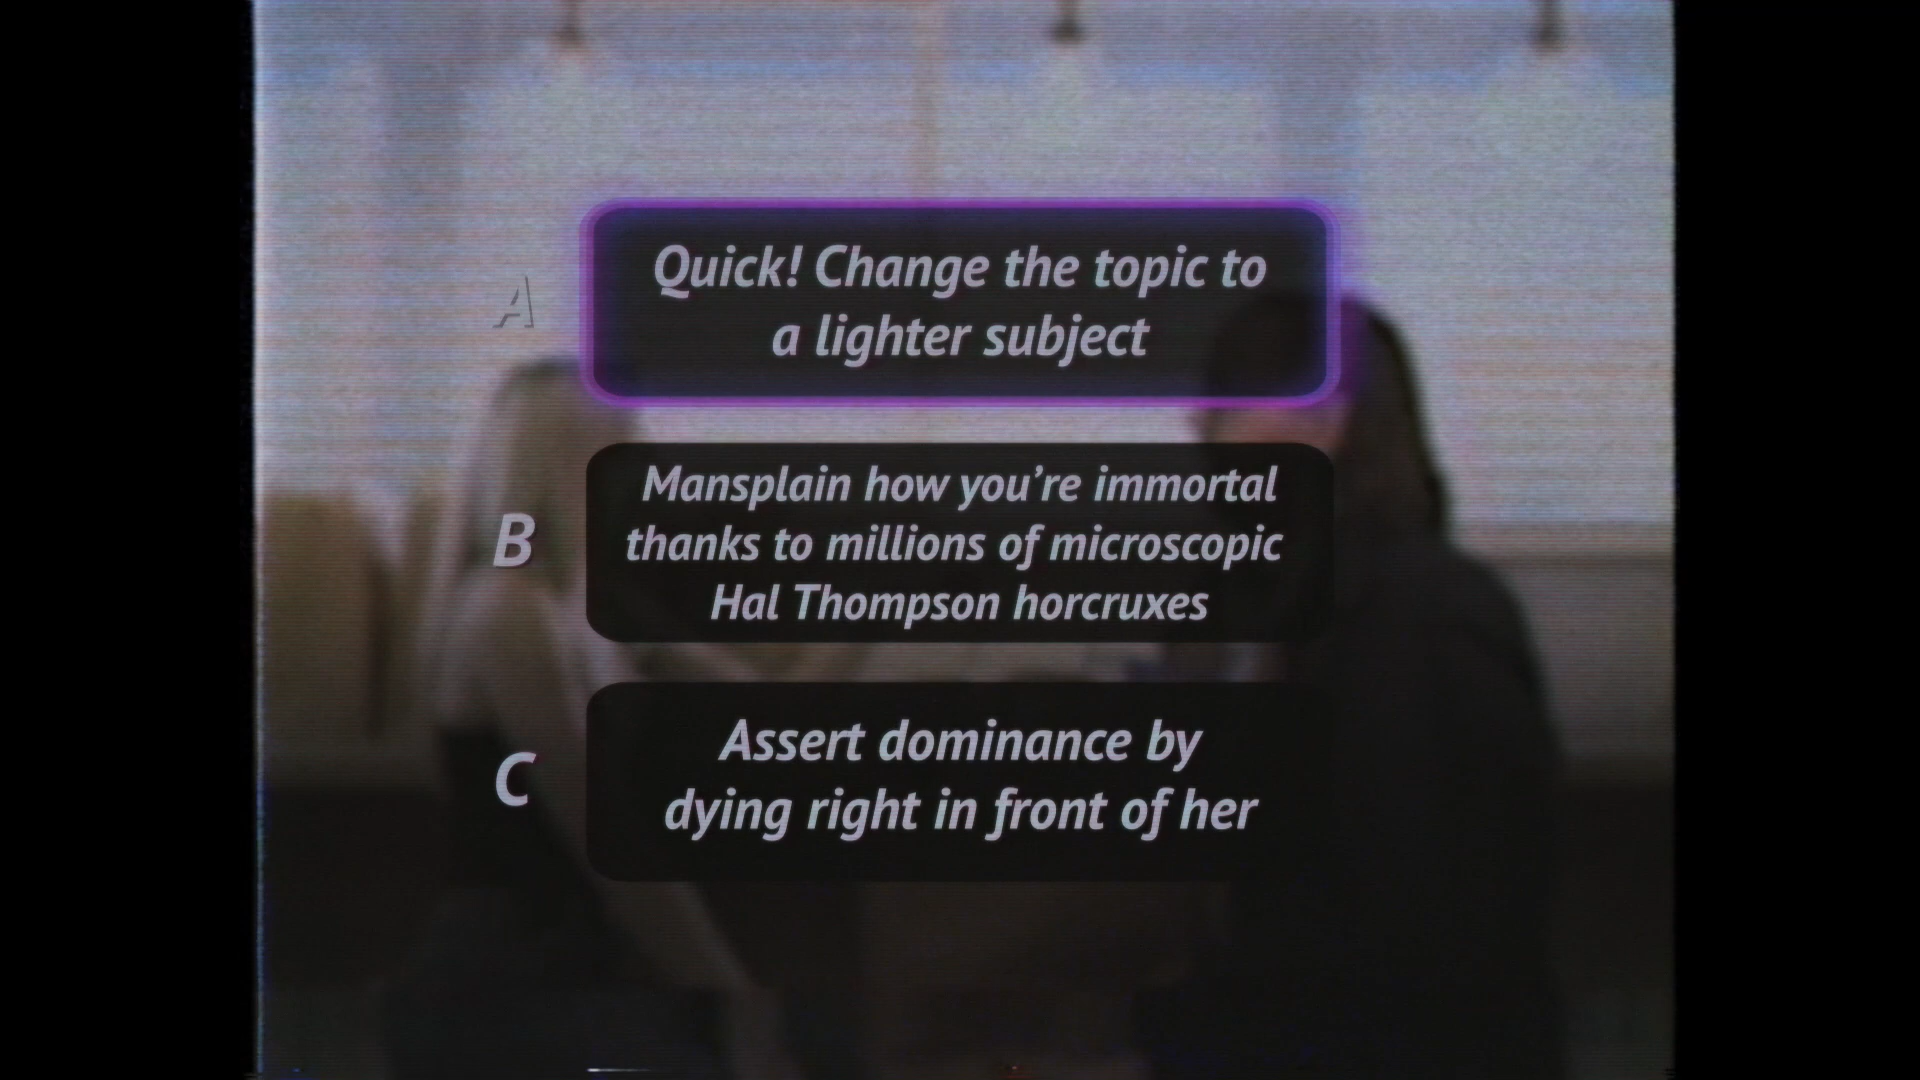 A
Quick! Change the topic to
a lighter subject
B
Mansplain how you're immortal
thanks to millions of microscopic
Hal Thompson horcruxes
C
Assert dominance by
dying right in front of her